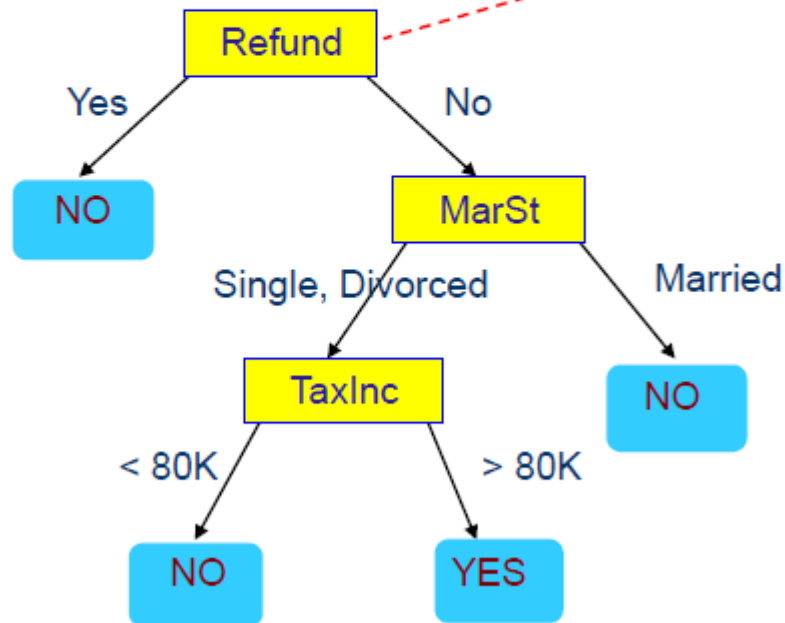 Refund
Yes
No
NO
MarSt
Single, Divorced
Married
TaxInc
NO
< 80K
> 80K
NO
YES